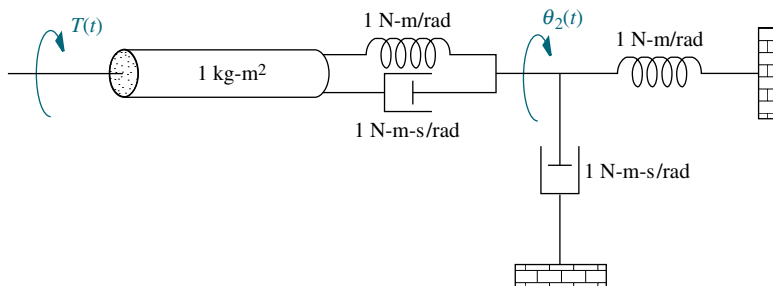 T(t)
1 N-m/rad
θ₂(t)
1 N-m/rad
1 kg-m²
1 N-m-s/rad
1 N-m-s/rad